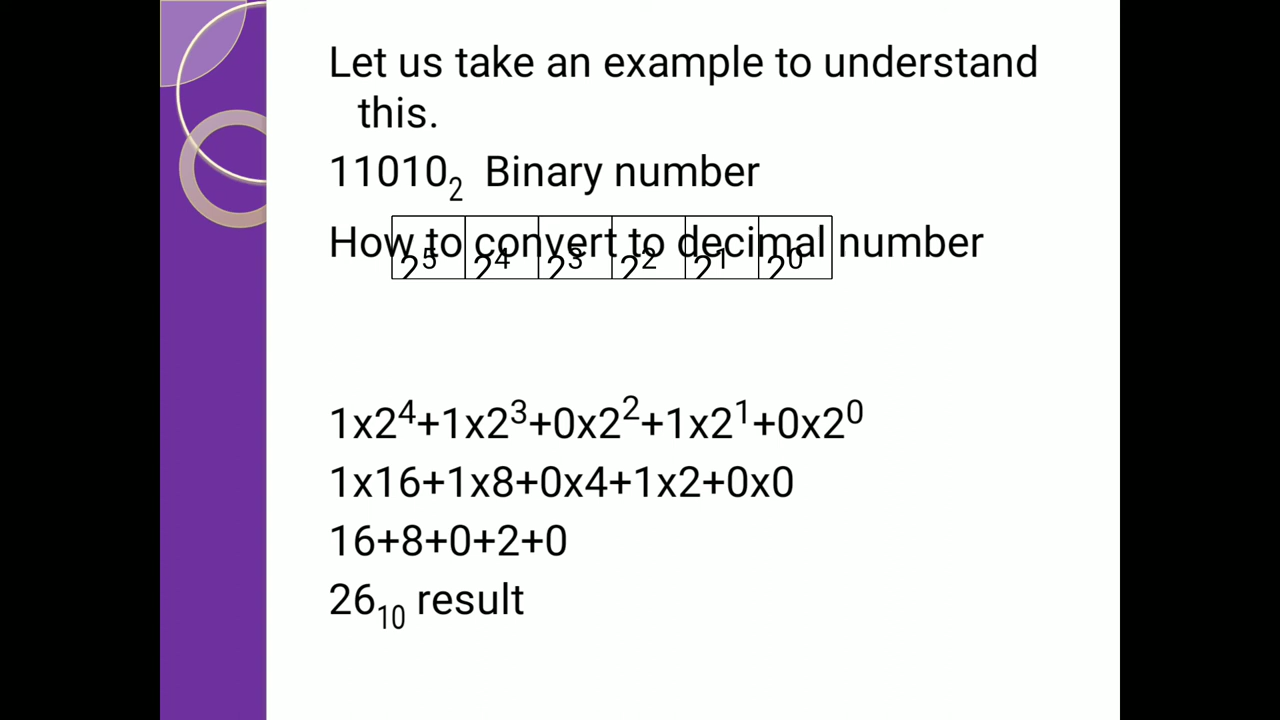 Let us take an example to understand
this.
11010₂ Binary number
How to convert to decimal number
2⁵ 2⁴ 2³ 2² 2¹ 2⁰
1x2⁴+1x2³+0x2²+1x2¹+0x2⁰
1x16+1x8+0x4+1x2+0x0
16+8+0+2+0
26₁₀ result